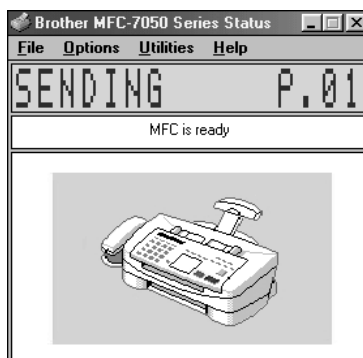 Brother MFC-7050 Series Status
File Options Utilities Help
SENDING P.01
MFC is ready